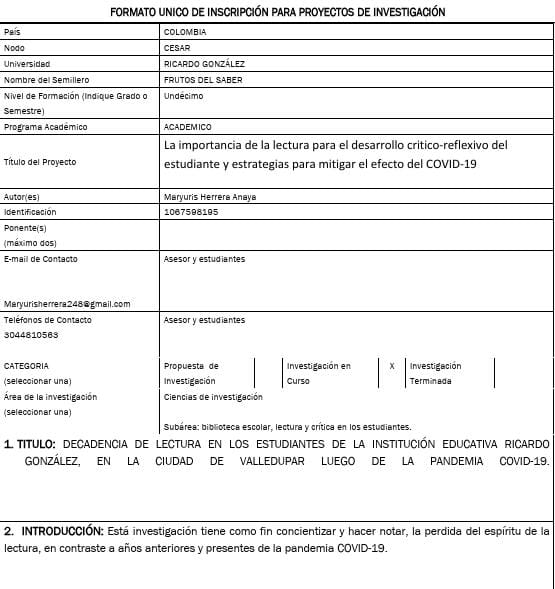 FORMATO UNICO DE INSCRIPCIÓN PARA PROYECTOS DE INVESTIGACIÓN
País COLOMBIA
Nodo CESAR
Universidad RICARDO GONZÁLEZ
Nombre del Semillero FRUTOS DEL SABER
Nivel de Formación (Indique Grado o Undécimo
Semestre)
Programa Académico ACADEMICO
La importancia de la lectura para el desarrollo critico-reflexivo del
Título del Proyecto estudiante y estrategias para mitigar el efecto del COVID-19
Autor(es) Maryuris Herrera Anaya
Identificación 1067598195
Ponente(s)
(máximo dos)
E-mail de Contacto Asesor y estudiantes
Maryurisherrera248@gmail.com
Teléfonos de Contacto Asesor y estudiantes
3044810563
CATEGORIA Propuesta de Investigación en X Investigación
(seleccionar una) Investigación Curso Terminada
Área de la investigación Ciencias de investigación
(seleccionar una)
Subárea: biblioteca escolar, lectura y crítica en los estudiantes.
1. TITULO: DECADENCIA DE LECTURA EN LOS ESTUDIANTES DE LA INSTITUCIÓN EDUCATIVA RICARDO
GONZÁLEZ, EN LA CIUDAD DE VALLEDUPAR LUEGO DE LA PANDEMIA COVID-19.
2. INTRODUCCIÓN: Está investigación tiene como fin concientizar y hacer notar, la perdida del espíritu de la
lectura, en contraste a años anteriores y presentes de la pandemia COVID-19.